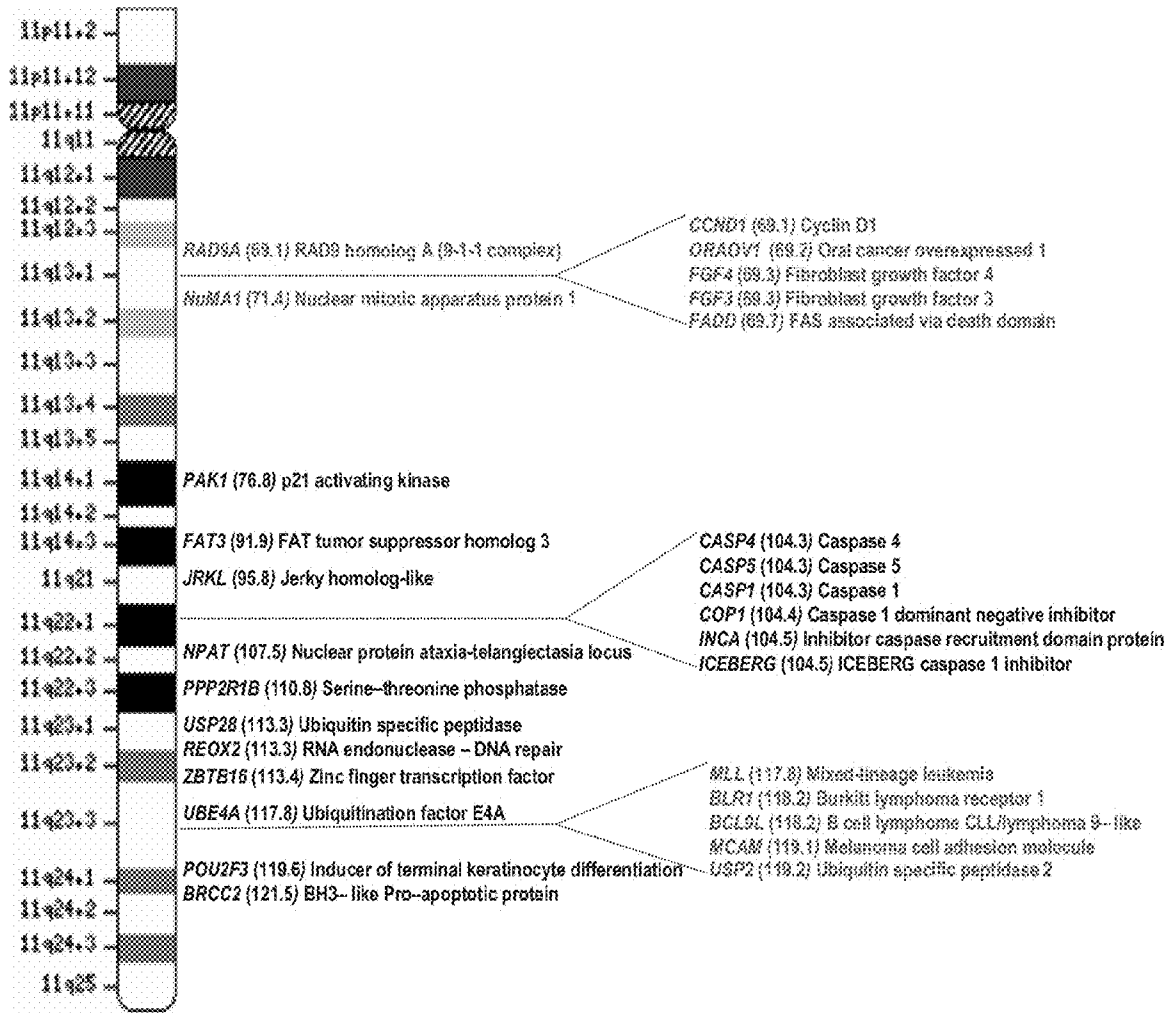 11p11.2
11p11.12
11p11.11
11q11
11q12.1
11q12.2
11q12.3
11q13.1
11q13.2
11q13.3
11q13.4
11q13.5
11q14.1
11q14.2
11q14.3
11q21
11q22.1
11q22.2
11q22.3
11q23.1
11q23.2
11q23.3
11q24.1
11q24.2
11q24.3
11q25
RAD9A (69.1) RAD9 homolog A (9-1-1 complex)
NuMA1 (71.4) Nuclear mitotic apparatus protein 1
CCND1 (69.1) Cyclin D1
ORAOV1 (69.2) Oral cancer overexpressed 1
FGF4 (69.3) Fibroblast growth factor 4
FGF3 (69.3) Fibroblast growth factor 3
FADD (69.7) FAS associated via death domain
PAK1 (76.8) p21 activating kinase
FAT3 (91.9) FAT tumor suppressor homolog 3
JRKL (95.8) Jerky homolog-like
CASP4 (104.3) Caspase 4
CASP5 (104.3) Caspase 5
CASP1 (104.3) Caspase 1
COP1 (104.4) Caspase 1 dominant negative inhibitor
INCA (104.5) Inhibitor caspase recruitment domain protein
ICEBERG (104.5) ICEBERG caspase 1 inhibitor
NPAT (107.5) Nuclear protein ataxia-telangiectasia locus
PPP2R1B (110.8) Serine–threonine phosphatase
USP28 (113.3) Ubiquitin specific peptidase
REOX2 (113.3) RNA endonuclease – DNA repair
ZBTB16 (113.4) Zinc finger transcription factor
UBE4A (117.8) Ubiquitination factor E4A
MLL (117.8) Mixed-lineage leukemia
BLR1 (118.2) Burkitt lymphoma receptor 1
BCL9L (118.2) B cell lymphome CLL/lymphoma 9–like
MCAM (119.1) Melanoma cell adhesion molocule
USP2 (119.2) Ubiquitin specific peptidase 2
POU2F3 (119.6) Inducer of terminal keratinocyte differentiation
BRCC2 (121.5) BH3– like Pro–apoptotic protein